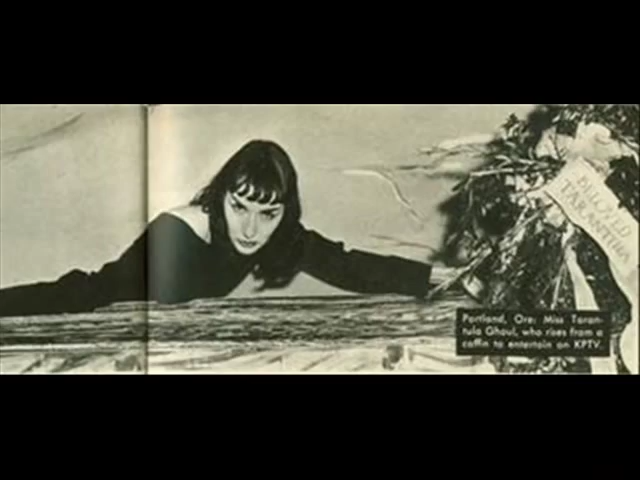 BELOVED
TARANTULA
Portland, Ore: Miss Taran-
tula Ghoul, who rises from a
coffin to entertain on KPTV.